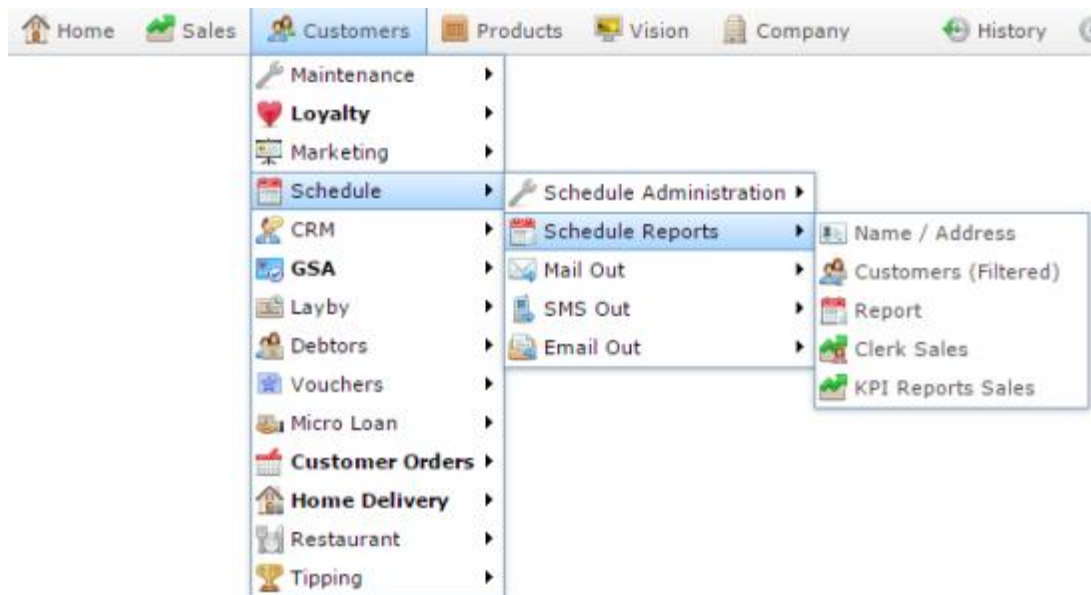 Home Sales Customers Products Vision Company History
Maintenance
Loyalty
Marketing
Schedule
CRM
GSA
Layby
Debtors
Vouchers
Micro Loan
Customer Orders
Home Delivery
Restaurant
Tipping
Schedule Administration
Schedule Reports
Mail Out
SMS Out
Email Out
Name / Address
Customers (Filtered)
Report
Clerk Sales
KPI Reports Sales